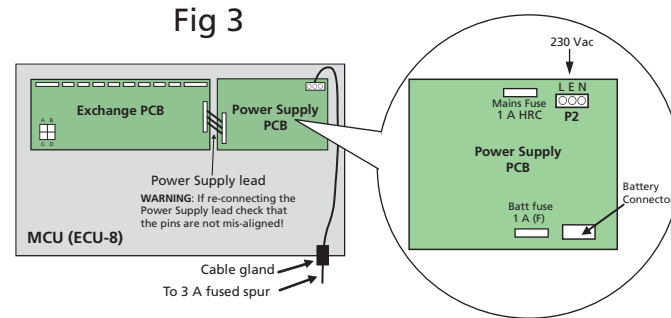 Fig 3
Exchange PCB
A B
C D
Power Supply
PCB
Power Supply lead
WARNING: If re-connecting the
Power Supply lead check that
the pins are not mis-aligned!
MCU (ECU-8)
Cable gland
To 3 A fused spur
230 Vac
L E N
Mains Fuse
1 A HRC
P2
Power Supply
PCB
Battery
Connector
Batt fuse
1 A (F)